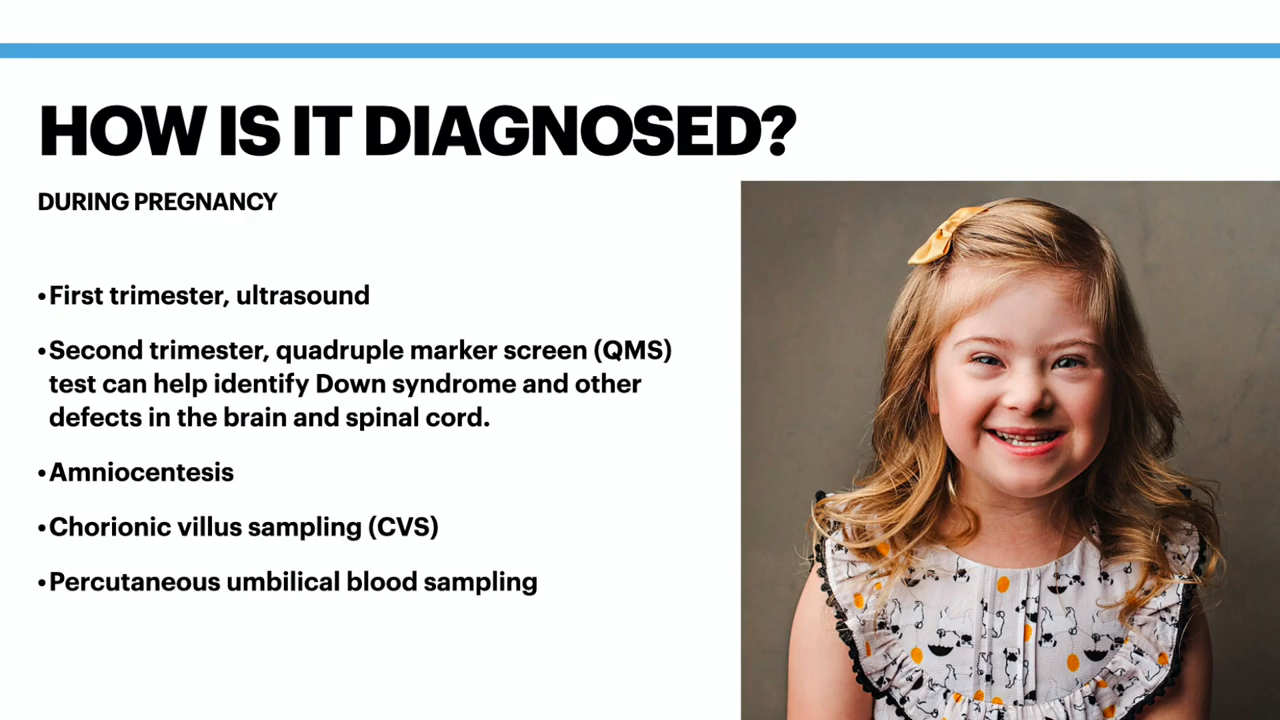 HOW IS IT DIAGNOSED?
DURING PREGNANCY
•First trimester, ultrasound
•Second trimester, quadruple marker screen (QMS)
test can help identify Down syndrome and other
defects in the brain and spinal cord.
•Amniocentesis
•Chorionic villus sampling (CVS)
•Percutaneous umbilical blood sampling